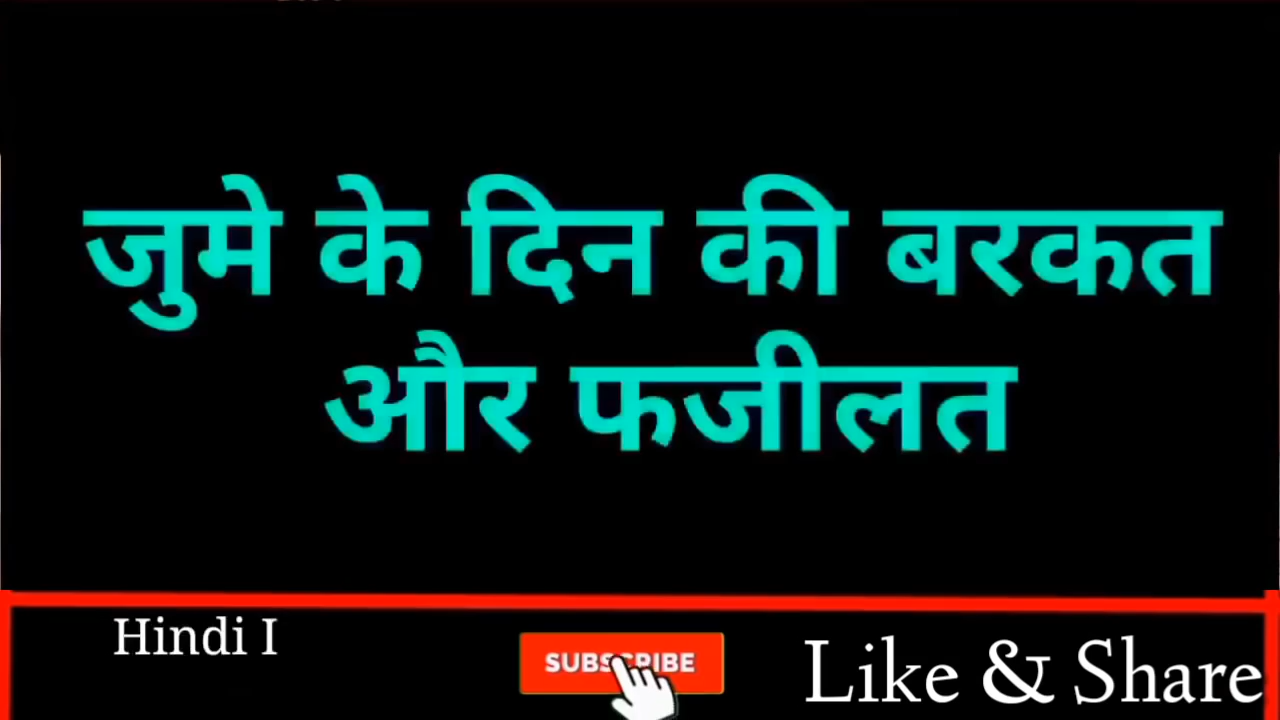 जुमे के दिन की बरकत
और फजीलत
Hindi I
SUBSCRIBE
Like & Share